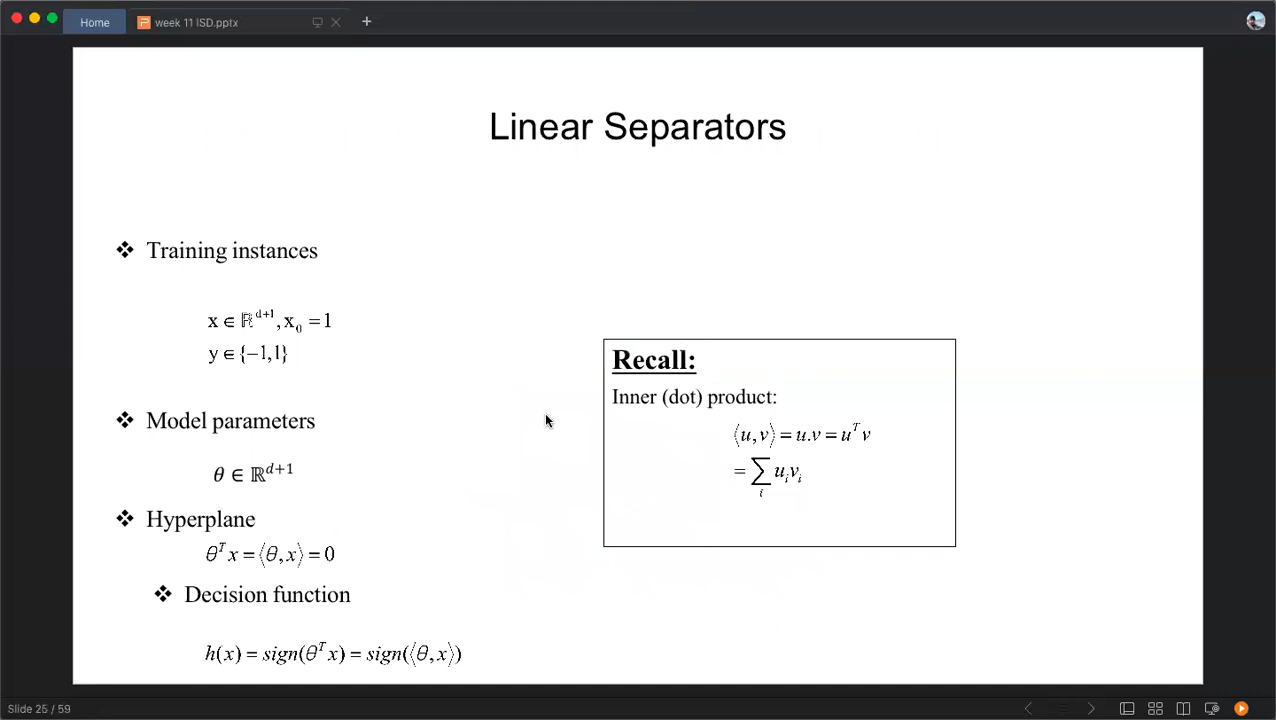 Home
week 11 ISD.pptx
Linear Separators
❖ Training instances
x ∈ ℝ^{d+1}, x_0 = 1
y ∈ {−1,1}
❖ Model parameters
θ ∈ ℝ^{d+1}
❖ Hyperplane
θ^T x = ⟨θ, x⟩ = 0
❖ Decision function
h(x) = sign(θ^T x) = sign(⟨θ, x⟩)
Recall:
Inner (dot) product:
⟨u, v⟩ = u.v = u^T v
= ∑_i u_i v_i
Slide 25 / 59